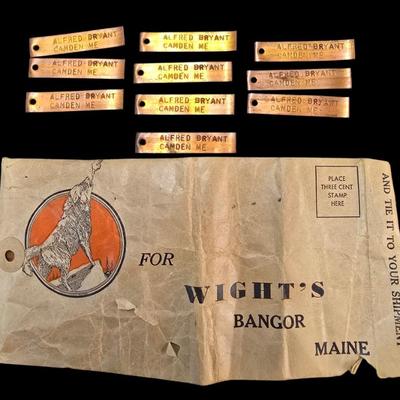 ALFRED BRYANT
CAMDEN ME
ALFRED BRYANT
CAMDEN ME
ALFRED BRYANT
CAMDEN ME
ALFRED BRYANT
CAMDEN ME
ALFRED BRYANT
CAMDEN ME
ALFRED BRYANT
CAMDEN ME
ALFRED BRYANT
CAMDEN ME
ALFRED BRYANT
CAMDEN ME
ALFRED BRYANT
CAMDEN ME
ALFRED BRYANT
CAMDEN ME
PLACE
THREE CENT
STAMP
HERE
FOR
WIGHT'S
BANGOR
MAINE
AND TIE IT TO YOUR SHIPMENT